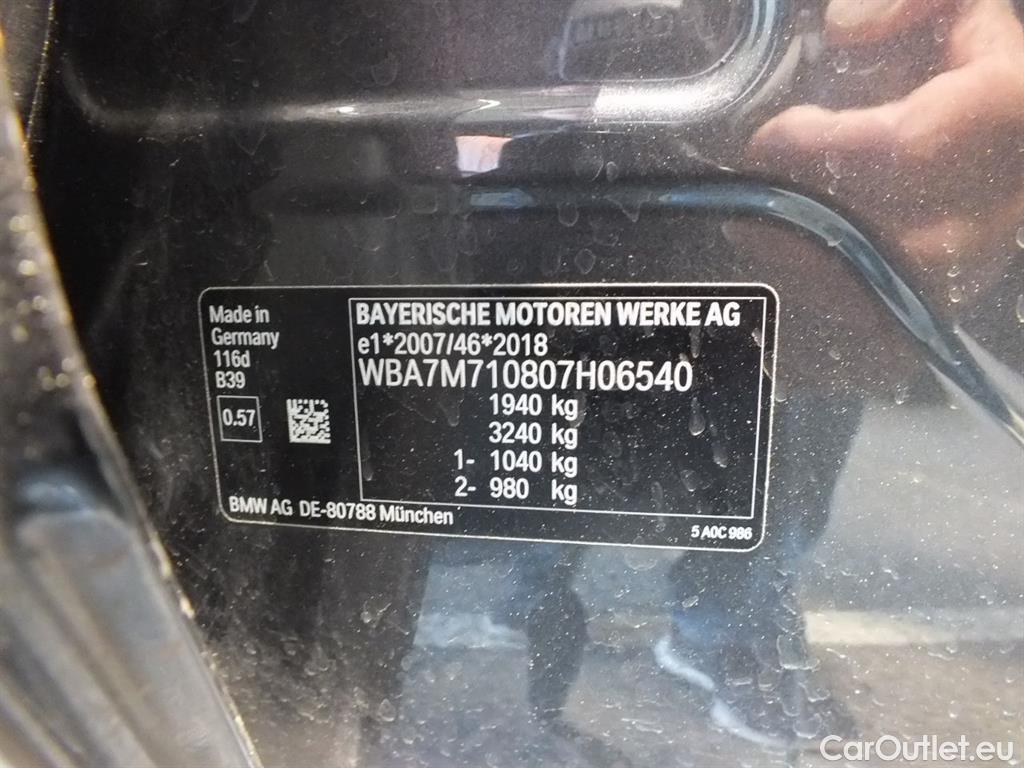 Made in
Germany
116d
B39
0.57
BAYERISCHE MOTOREN WERKE AG
e1*2007/46*2018
WBA7M710807H06540
1940 kg
3240 kg
1- 1040 kg
2- 980 kg
BMW AG DE-80788 München
5 A0C 986
CarOutlet.eu